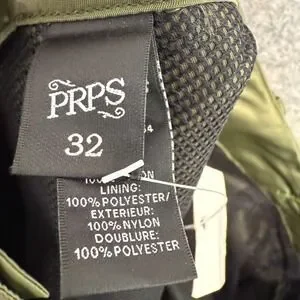 PRPS
32
LINING:
100% POLYESTER/
EXTERIEUR:
100% NYLON
DOUBLURE:
100% POLYESTER